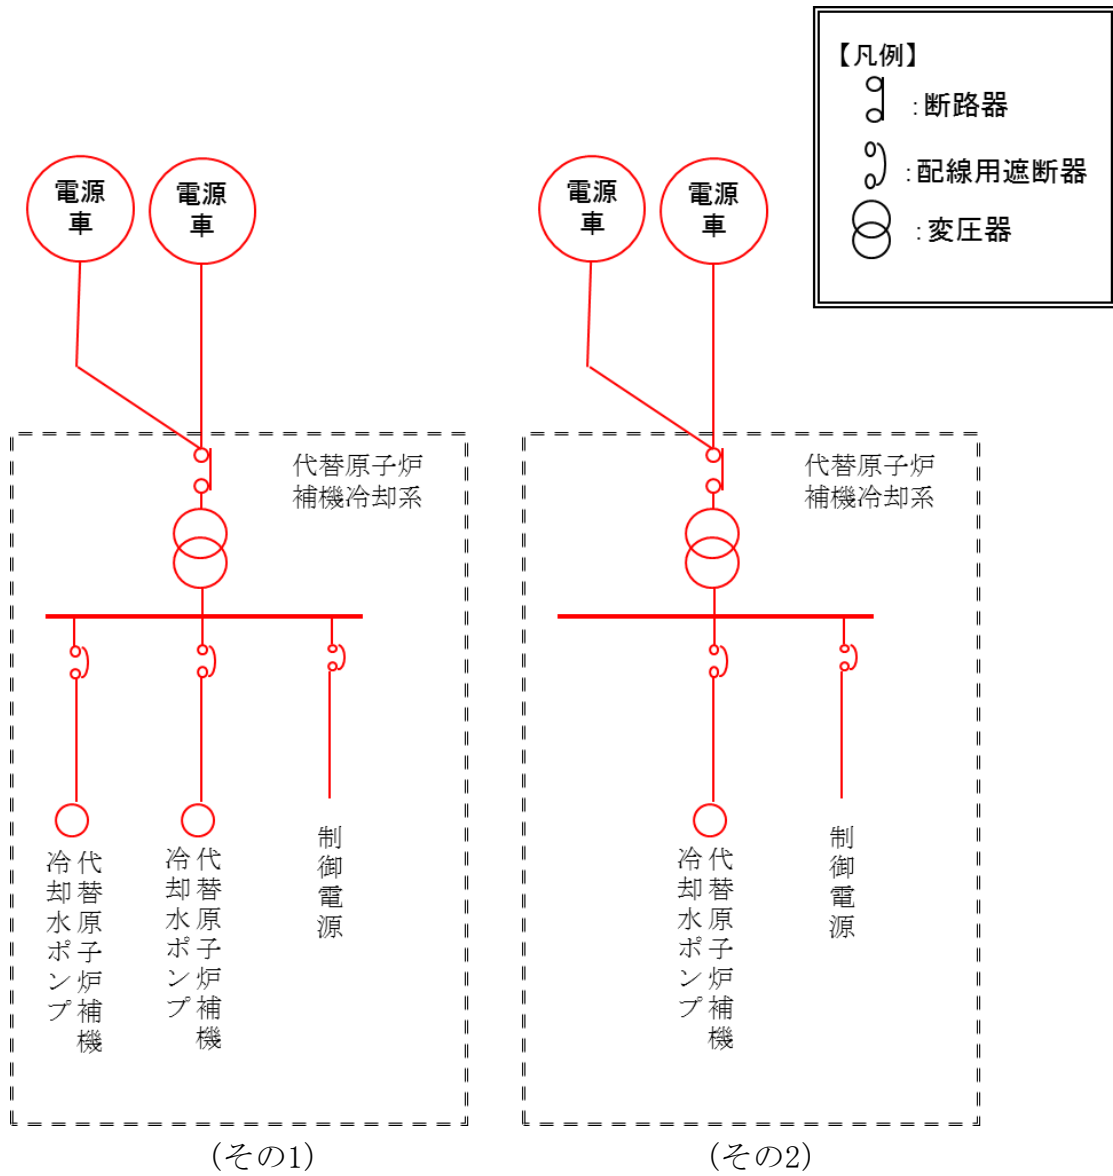 【凡例】
：断路器
：配線用遮断器
：変圧器
電源
車
電源
車
電源
車
電源
車
代替原子炉
補機冷却系
代替原子炉
補機冷却系
代替原子炉補機
冷却水ポンプ
代替原子炉補機
冷却水ポンプ
制御電源
代替原子炉補機
冷却水ポンプ
制御電源
(その1)
(その2)